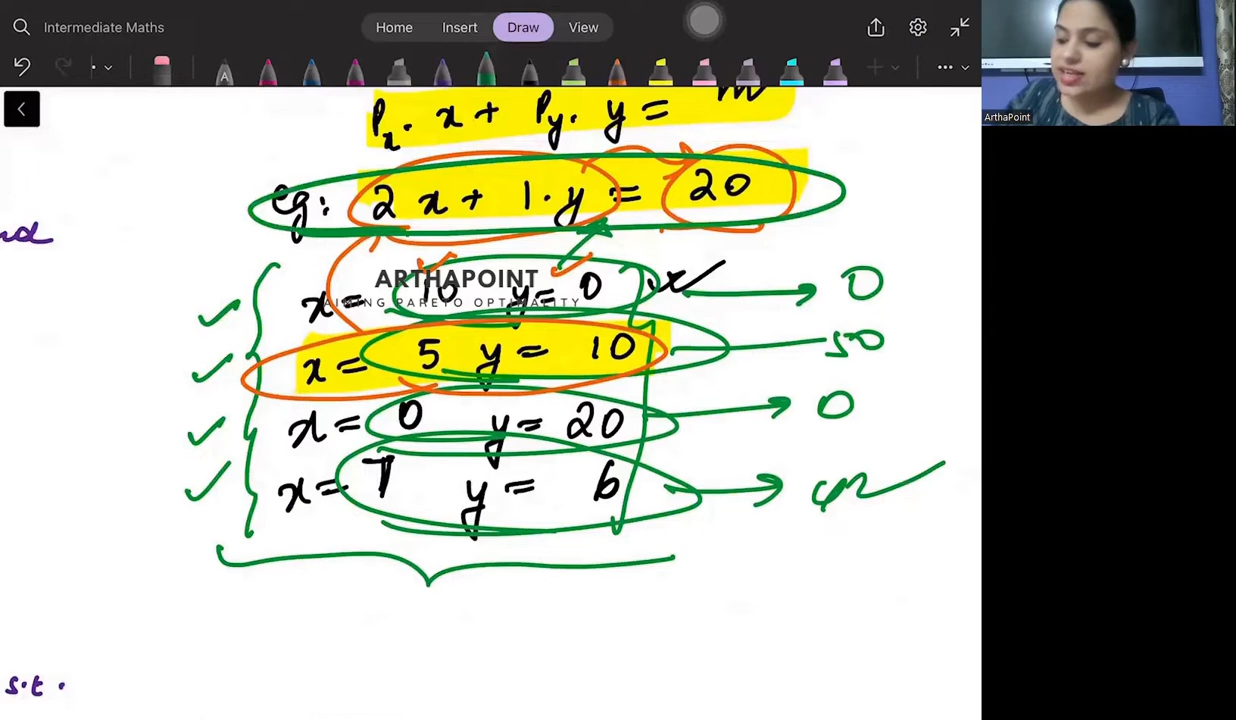 Intermediate Maths
Home Insert Draw View
A
ArthaPoint
Px. x + Py. y = m
eg: 2x + 1.y = 20
ARTHAPOINT
AIMING PARETO OPTIMALITY
x = 10 y = 0 0
x = 5 y = 10 50
x = 0 y = 20 0
x = 7 y = 6 42
s.t.